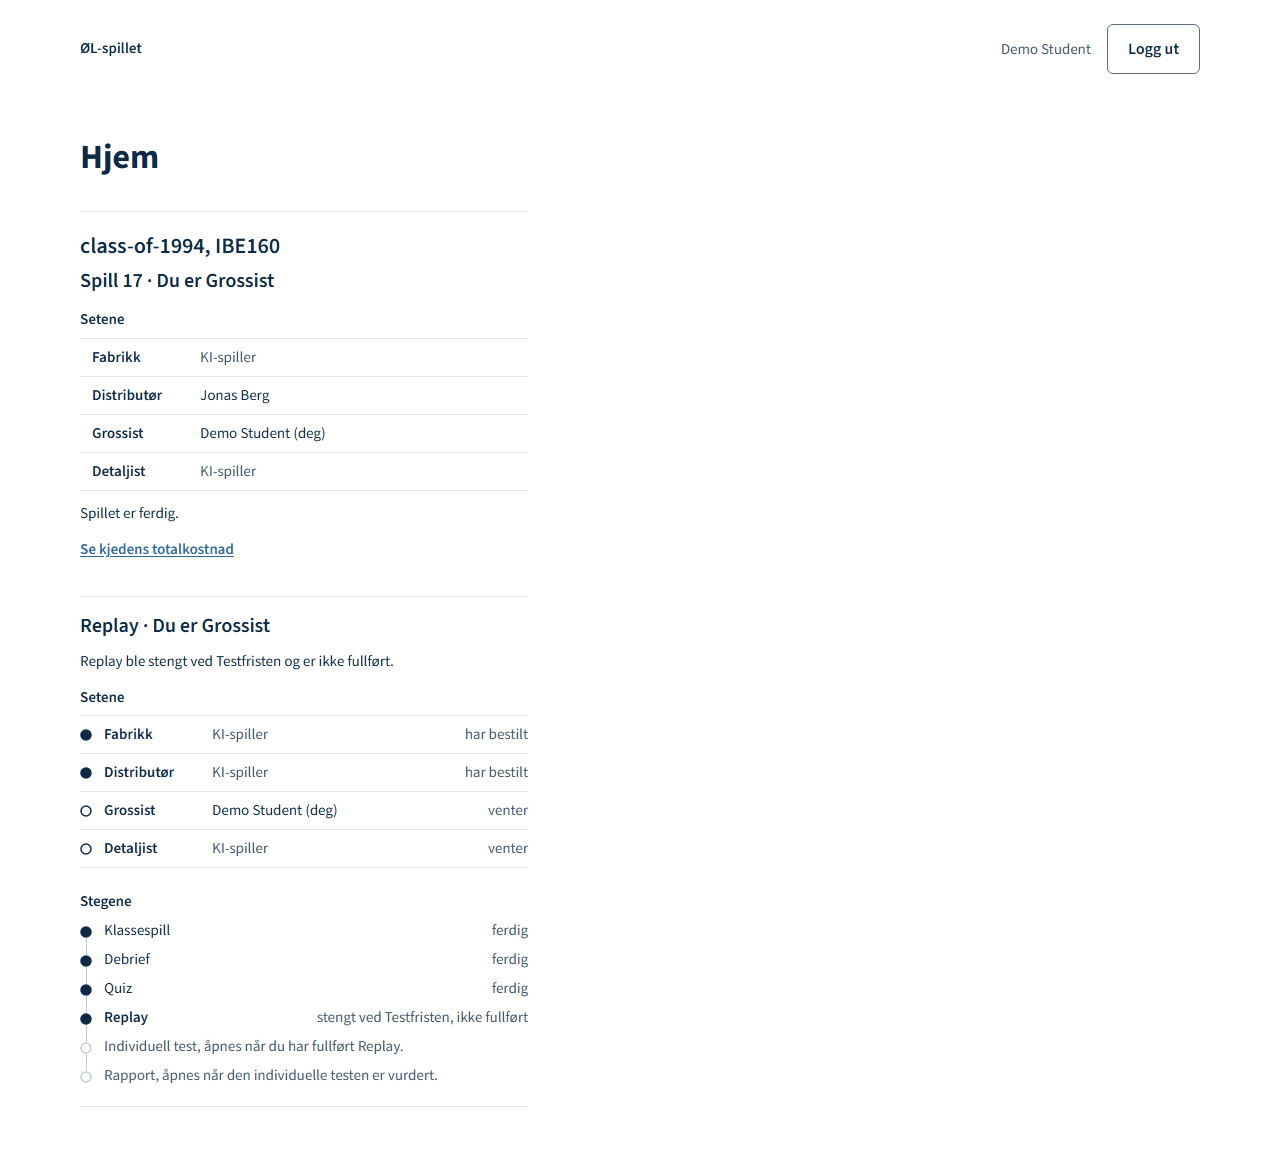 ØL-spillet
Demo Student
Logg ut
Hjem
class-of-1994, IBE160
Spill 17 · Du er Grossist
Setene
Fabrikk KI-spiller
Distributør Jonas Berg
Grossist Demo Student (deg)
Detaljist KI-spiller
Spillet er ferdig.
Se kjedens totalkostnad
Replay · Du er Grossist
Replay ble stengt ved Testfristen og er ikke fullført.
Setene
Fabrikk KI-spiller har bestilt
Distributør KI-spiller har bestilt
Grossist Demo Student (deg) venter
Detaljist KI-spiller venter
Stegene
Klassespill ferdig
Debrief ferdig
Quiz ferdig
Replay stengt ved Testfristen, ikke fullført
Individuell test, åpnes når du har fullført Replay.
Rapport, åpnes når den individuelle testen er vurdert.